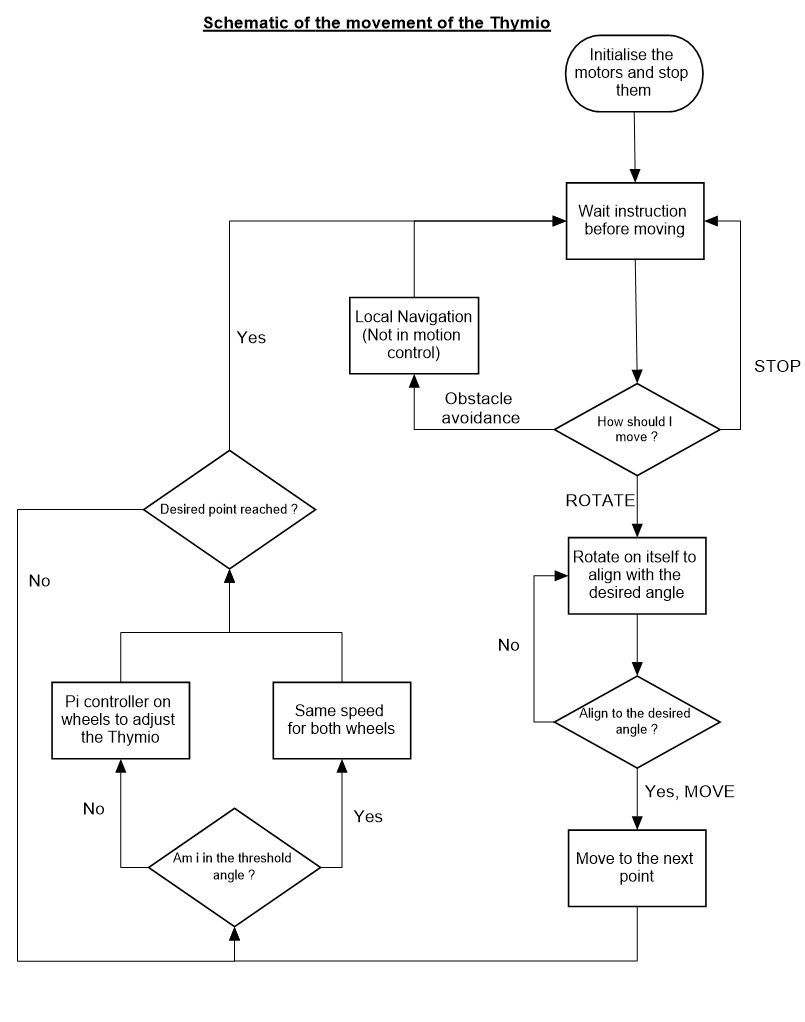 Schematic of the movement of the Thymio
Initialise the
motors and stop
them
Wait instruction
before moving
Local Navigation
(Not in motion
control)
Yes
STOP
Obstacle
avoidance
How should I
move ?
ROTATE
Desired point reached ?
Rotate on itself to
align with the
desired angle
No
No
Pi controller on
wheels to adjust
the Thymio
Same speed
for both wheels
Align to the desired
angle ?
Yes, MOVE
No
Yes
Am i in the threshold
angle ?
Move to the next
point